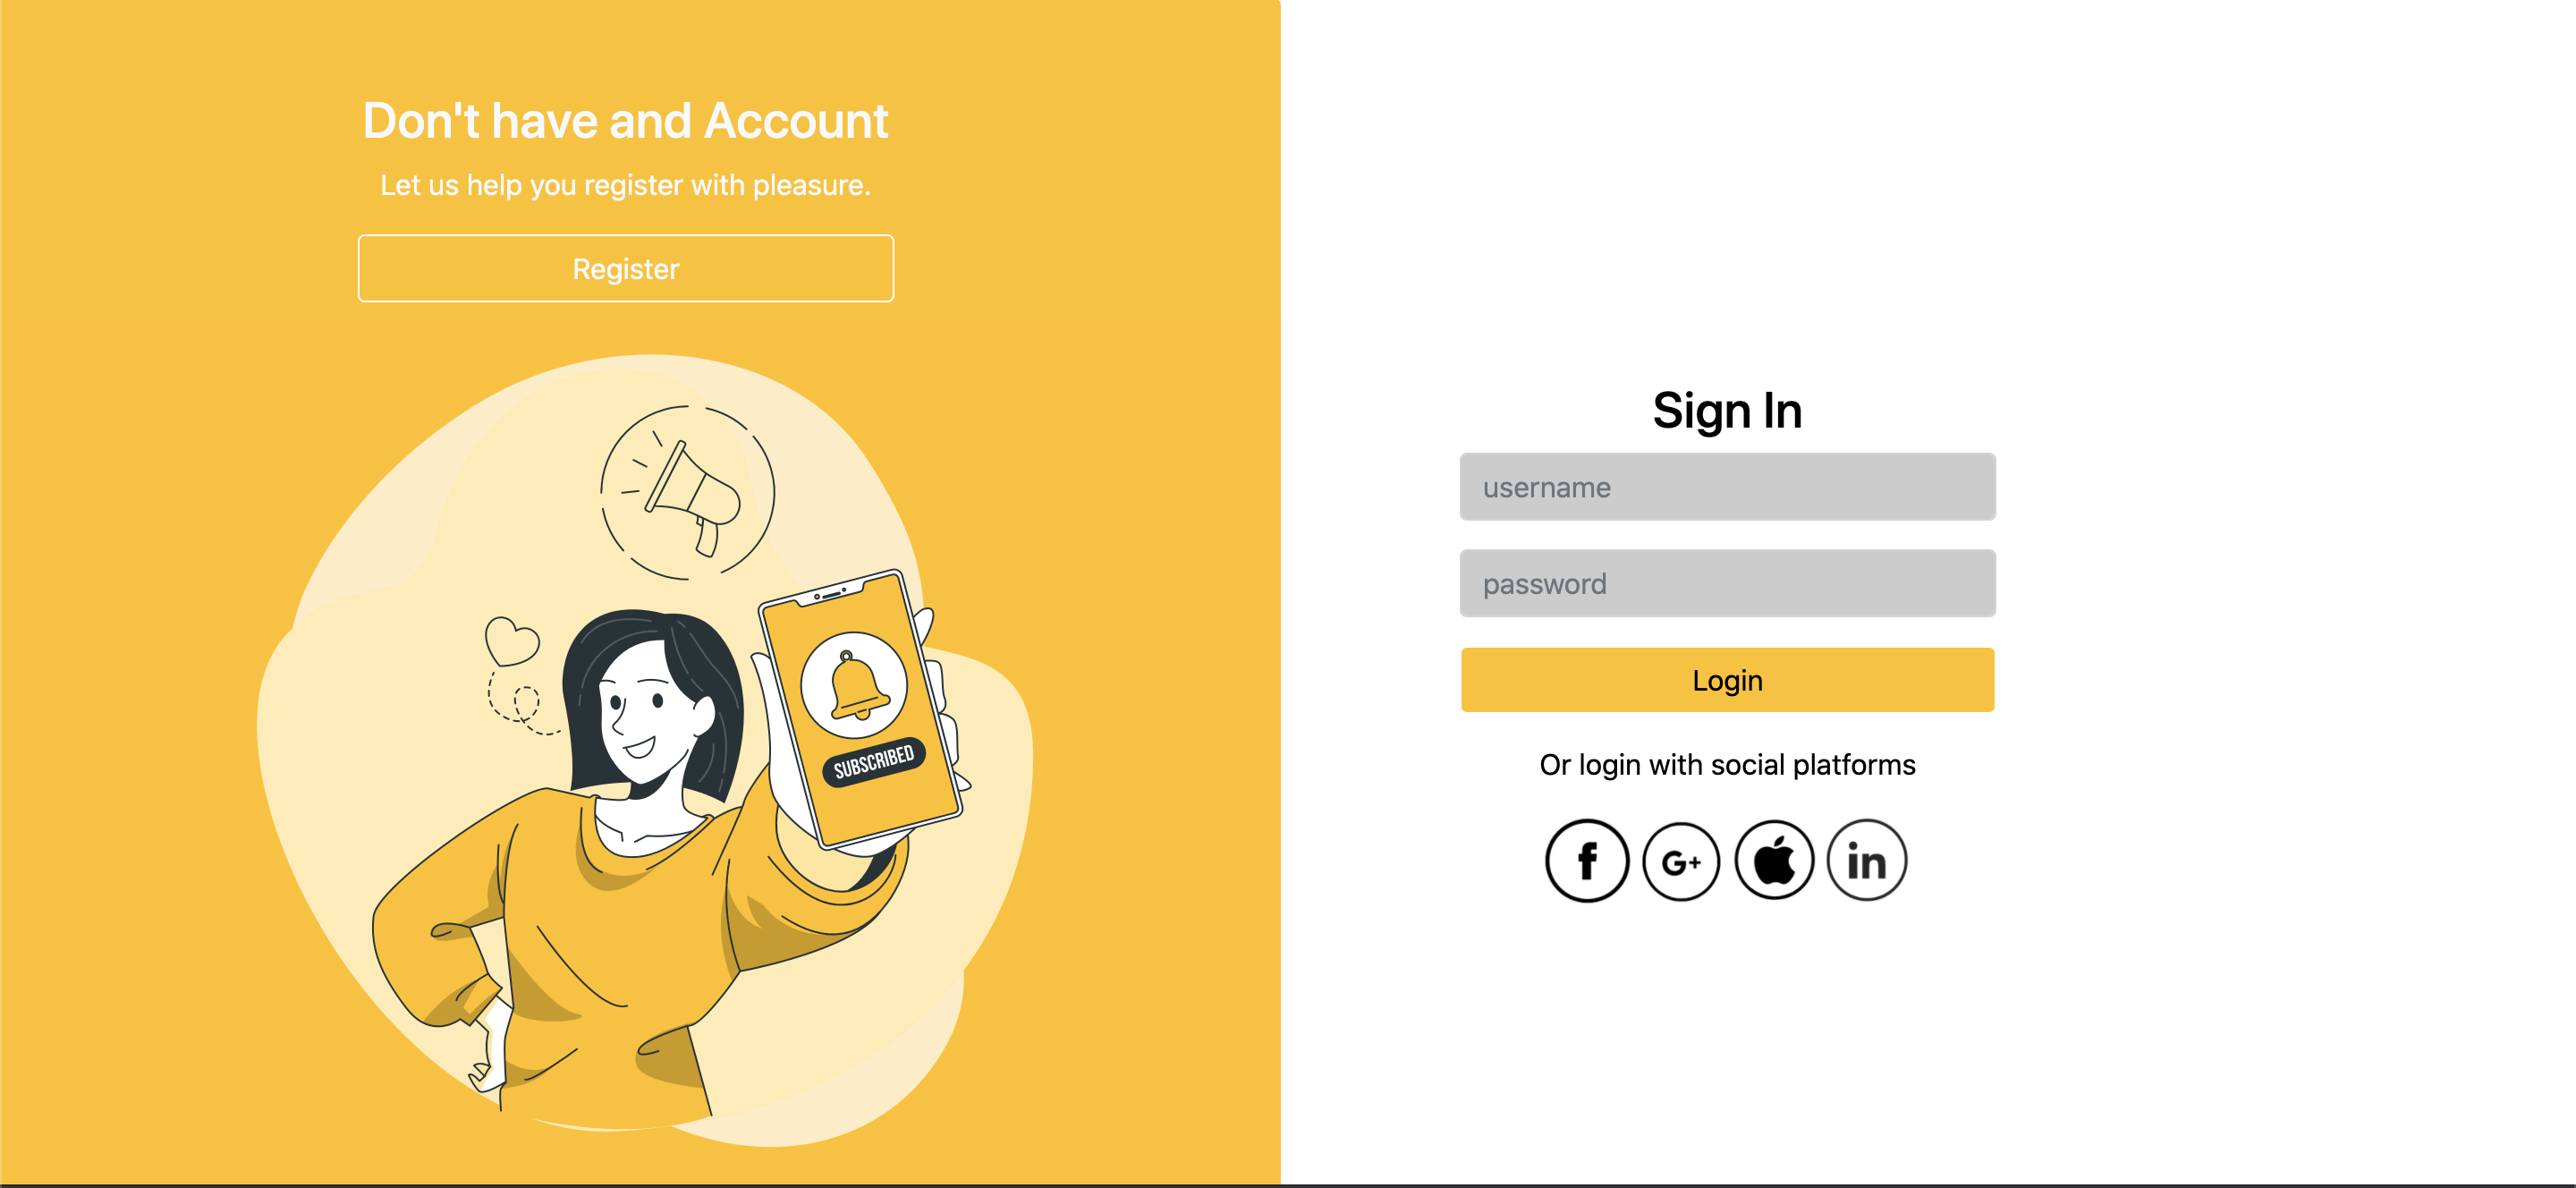 Don't have and Account
Let us help you register with pleasure.
Register
SUBSCRIBED
Sign In
username
password
Login
Or login with social platforms
f
G+
in